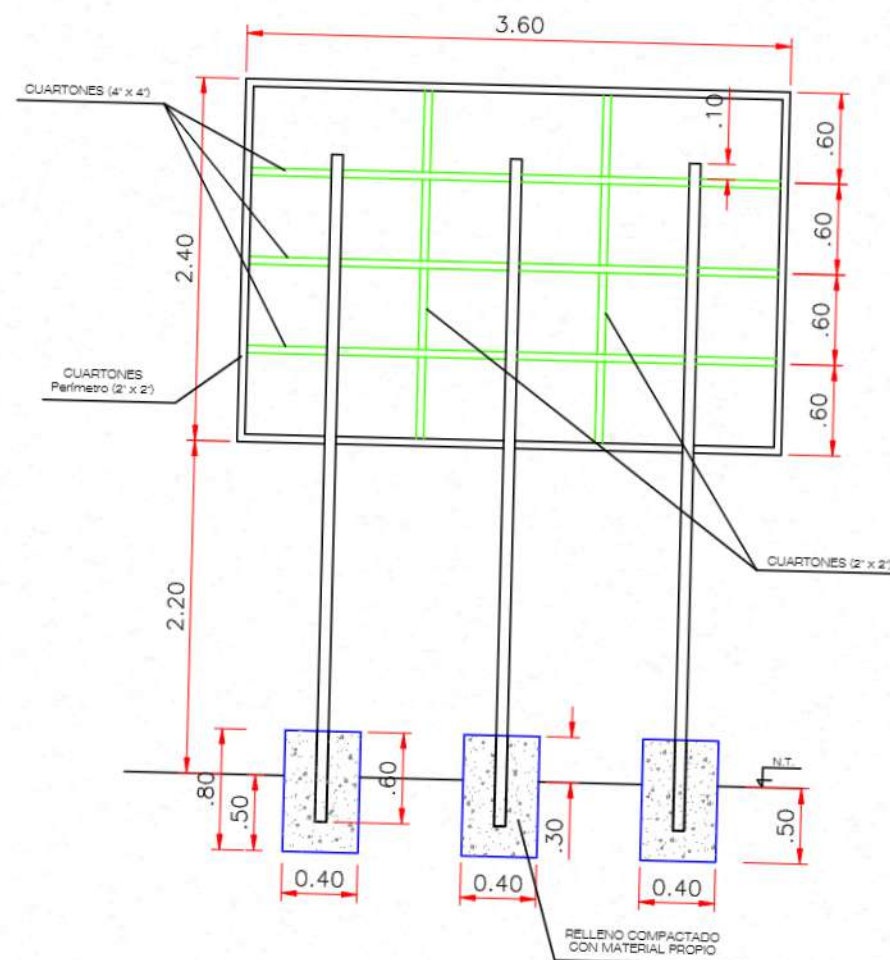 3.60
CUARTONES (4" x 4")
.10
.60
2.40
.60
.60
CUARTONES
Perímetro (2" x 2")
.60
CUARTONES (2" x 2")
2.20
N.T.
.80
.50
.60
.30
.50
0.40
0.40
0.40
RELLENO COMPACTADO
CON MATERIAL PROPIO